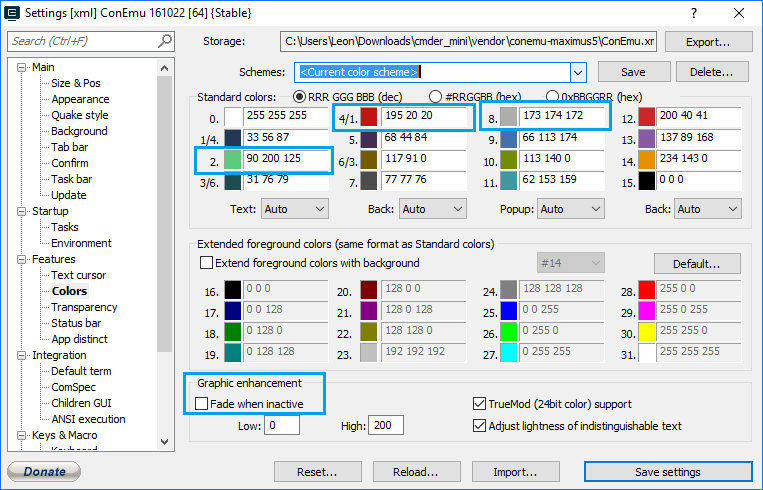 Settings [xml] ConEmu 161022 [64] {Stable}
Search (Ctrl+F)
Storage: C:\Users\Leon\Downloads\cmder_mini\vendor\conemu-maximus5\ConEmu.xm Export...
Schemes: <Current color scheme> Save Delete...
Main
Size & Pos
Appearance
Quake style
Background
Tab bar
Confirm
Task bar
Update
Startup
Tasks
Environment
Features
Text cursor
Colors
Transparency
Status bar
App distinct
Integration
Default term
ComSpec
Children GUI
ANSI execution
Keys & Macro
Standard colors: RRR GGG BBB (dec) #RRGGBB (hex) 0xBBGGRR (hex)
0. 255 255 255 4/1. 195 20 20 8. 173 174 172 12. 200 40 41
1/4. 33 56 87 5. 68 44 84 9. 66 113 174 13. 137 89 168
2. 90 200 125 6/3. 117 91 0 10. 113 140 0 14. 234 143 0
3/6. 31 76 79 7. 77 77 76 11. 62 153 159 15. 0 0 0
Text: Auto Back: Auto Popup: Auto Back: Auto
Extended foreground colors (same format as Standard colors)
Extend foreground colors with background #14 Default...
16. 0 0 0 20. 128 0 0 24. 128 128 128 28. 255 0 0
17. 0 0 128 21. 128 0 128 25. 0 0 255 29. 255 0 255
18. 0 128 0 22. 128 128 0 26. 0 255 0 30. 255 255 0
19. 0 128 128 23. 192 192 192 27. 0 255 255 31. 255 255 255
Graphic enhancement
Fade when inactive TrueMod (24bit color) support
Low: 0 High: 200 Adjust lightness of indistinguishable text
Donate Reset... Reload... Import... Save settings